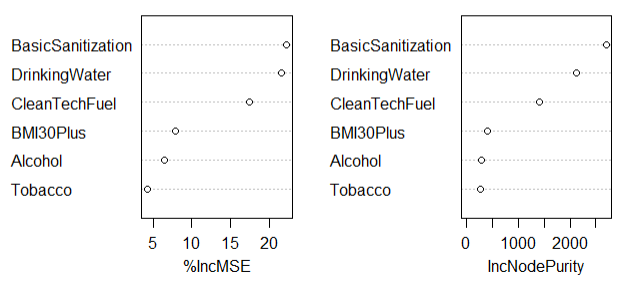 BasicSanitization
DrinkingWater
CleanTechFuel
BMI30Plus
Alcohol
Tobacco
5 10 15 20
%IncMSE
BasicSanitization
DrinkingWater
CleanTechFuel
BMI30Plus
Alcohol
Tobacco
0 1000 2000
IncNodePurity